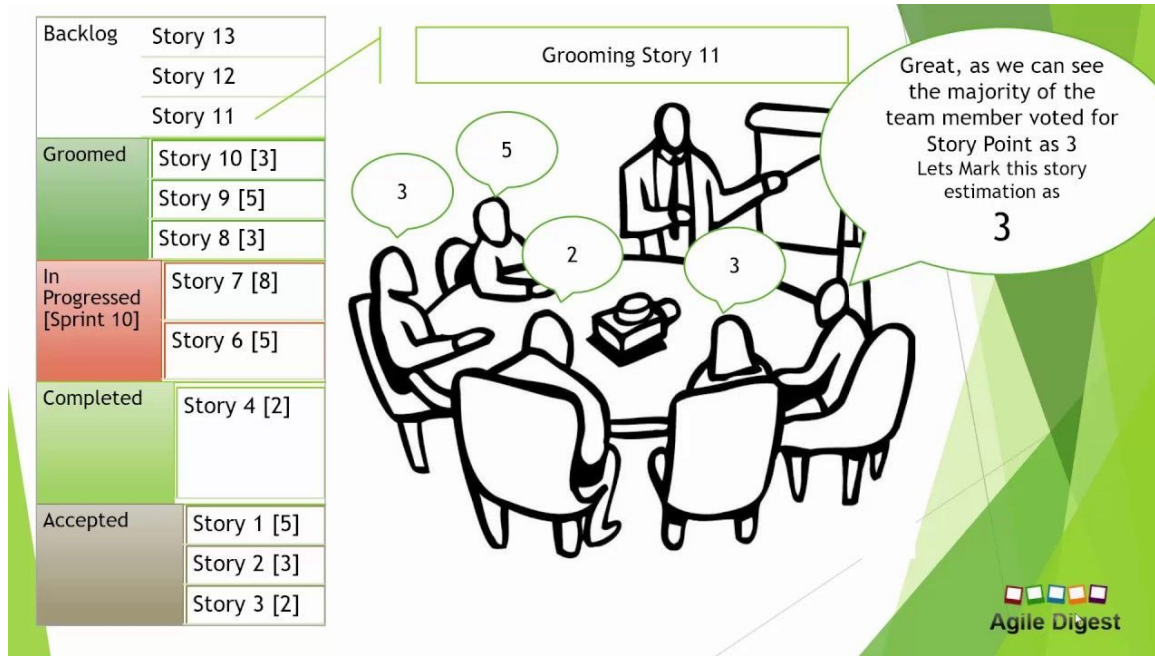 Backlog
Story 13
Story 12
Story 11
Groomed
Story 10 [3]
Story 9 [5]
Story 8 [3]
In
Progressed
[Sprint 10]
Story 7 [8]
Story 6 [5]
Completed
Story 4 [2]
Accepted
Story 1 [5]
Story 2 [3]
Story 3 [2]
Grooming Story 11
3
5
2
3
Great, as we can see
the majority of the
team member voted for
Story Point as 3
Lets Mark this story
estimation as
3
Agile Digest